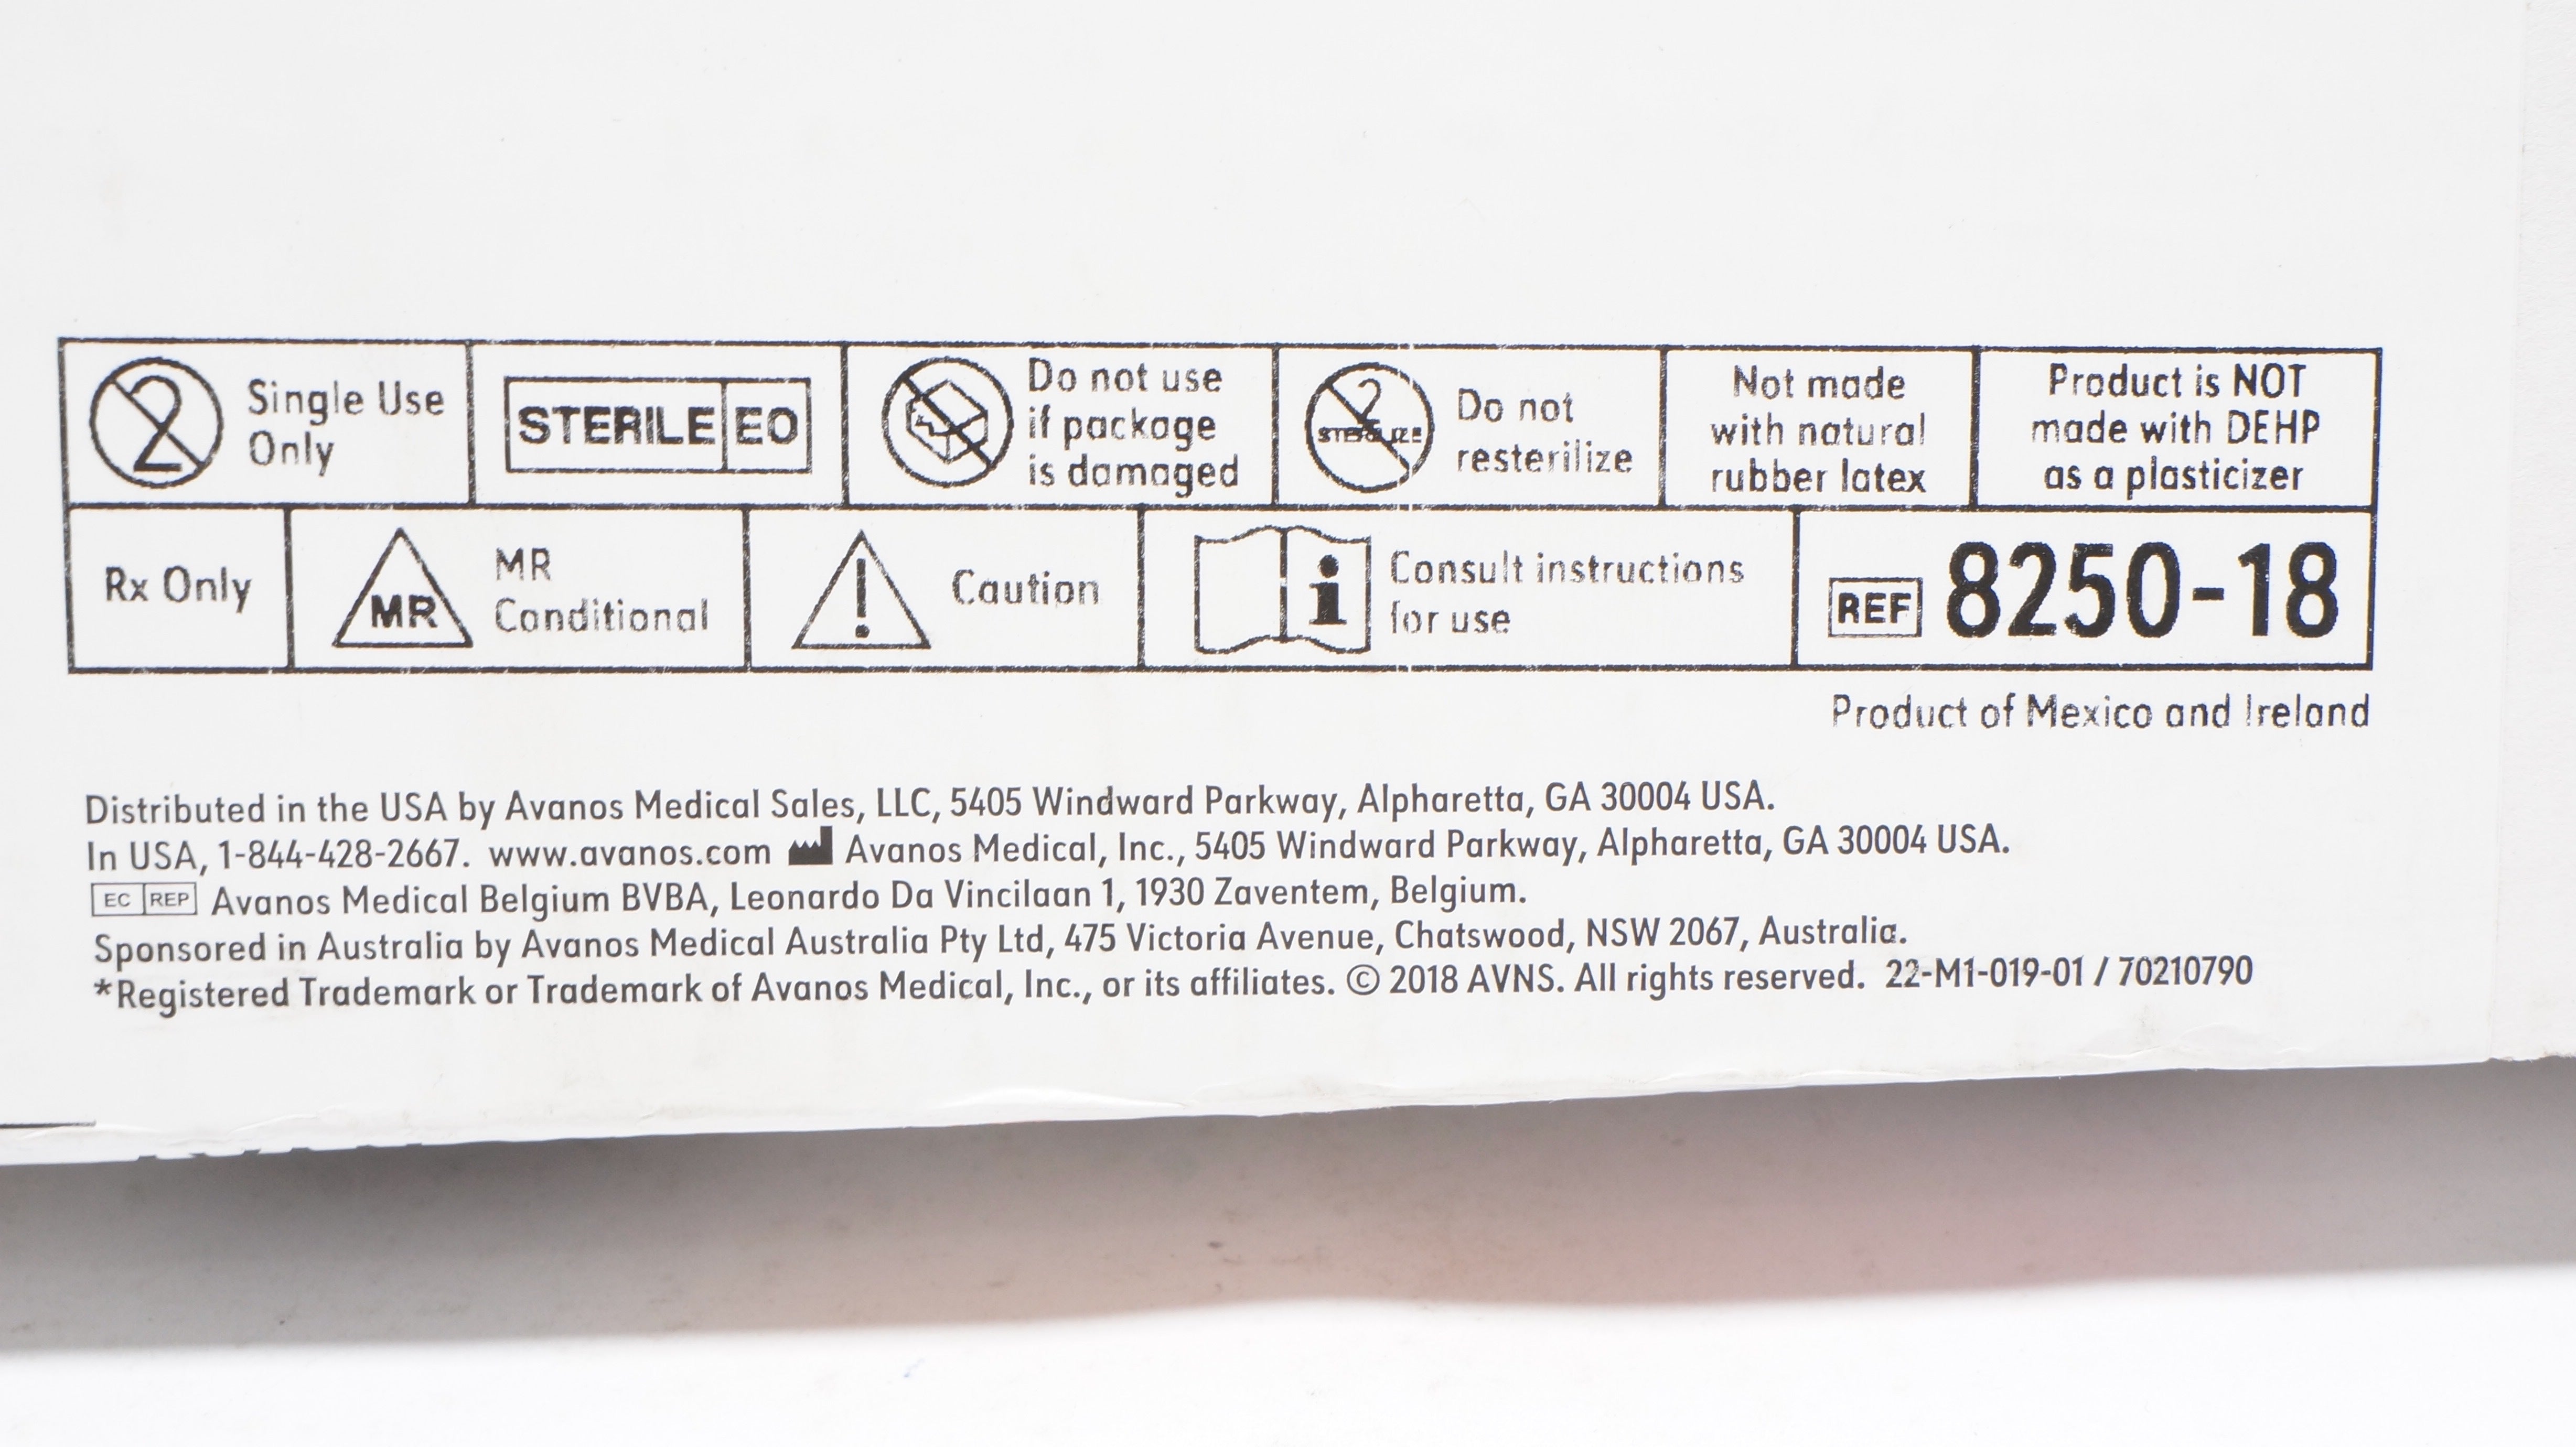 2 Single Use
Only
STERILE EO
Do not use
if package
is damaged
2
STERILIZE
Do not
resterilize
Not made
with natural
rubber latex
Product is NOT
made with DEHP
as a plasticizer
Rx Only
MR
MR
Conditional
! Caution
i Consult instructions
for use
REF 8250-18
Product of Mexico and Ireland
Distributed in the USA by Avanos Medical Sales, LLC, 5405 Windward Parkway, Alpharetta, GA 30004 USA.
In USA, 1-844-428-2667. www.avanos.com Avanos Medical, Inc., 5405 Windward Parkway, Alpharetta, GA 30004 USA.
EC REP Avanos Medical Belgium BVBA, Leonardo Da Vincilaan 1, 1930 Zaventem, Belgium.
Sponsored in Australia by Avanos Medical Australia Pty Ltd, 475 Victoria Avenue, Chatswood, NSW 2067, Australia.
*Registered Trademark or Trademark of Avanos Medical, Inc., or its affiliates. © 2018 AVNS. All rights reserved. 22-M1-019-01 / 70210790